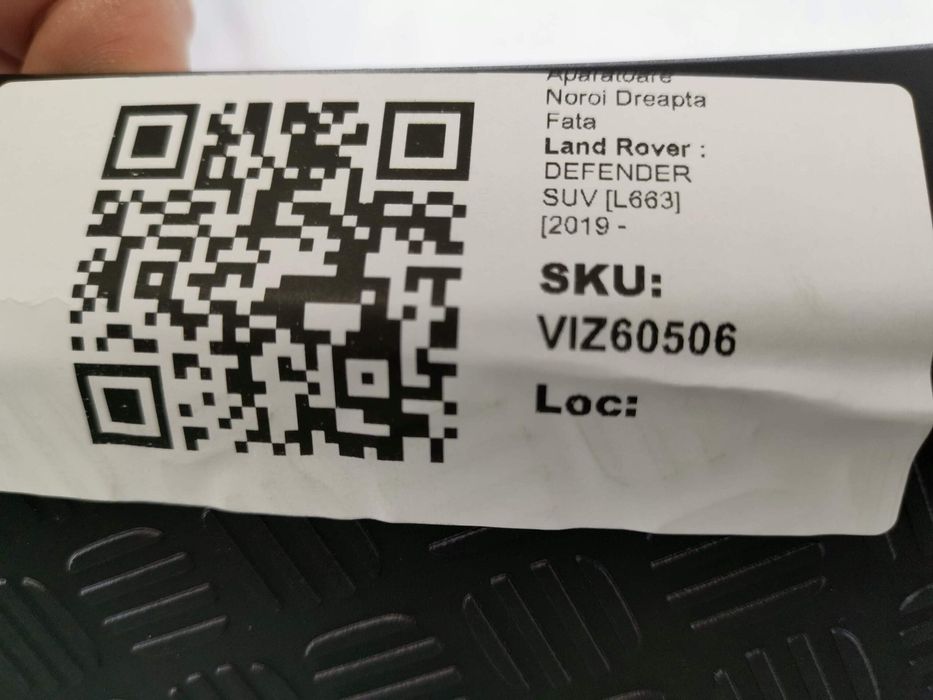 Aparatoare
Noroi Dreapta
Fata
Land Rover :
DEFENDER
SUV [L663]
[2019 -
SKU:
VIZ60506
Loc: